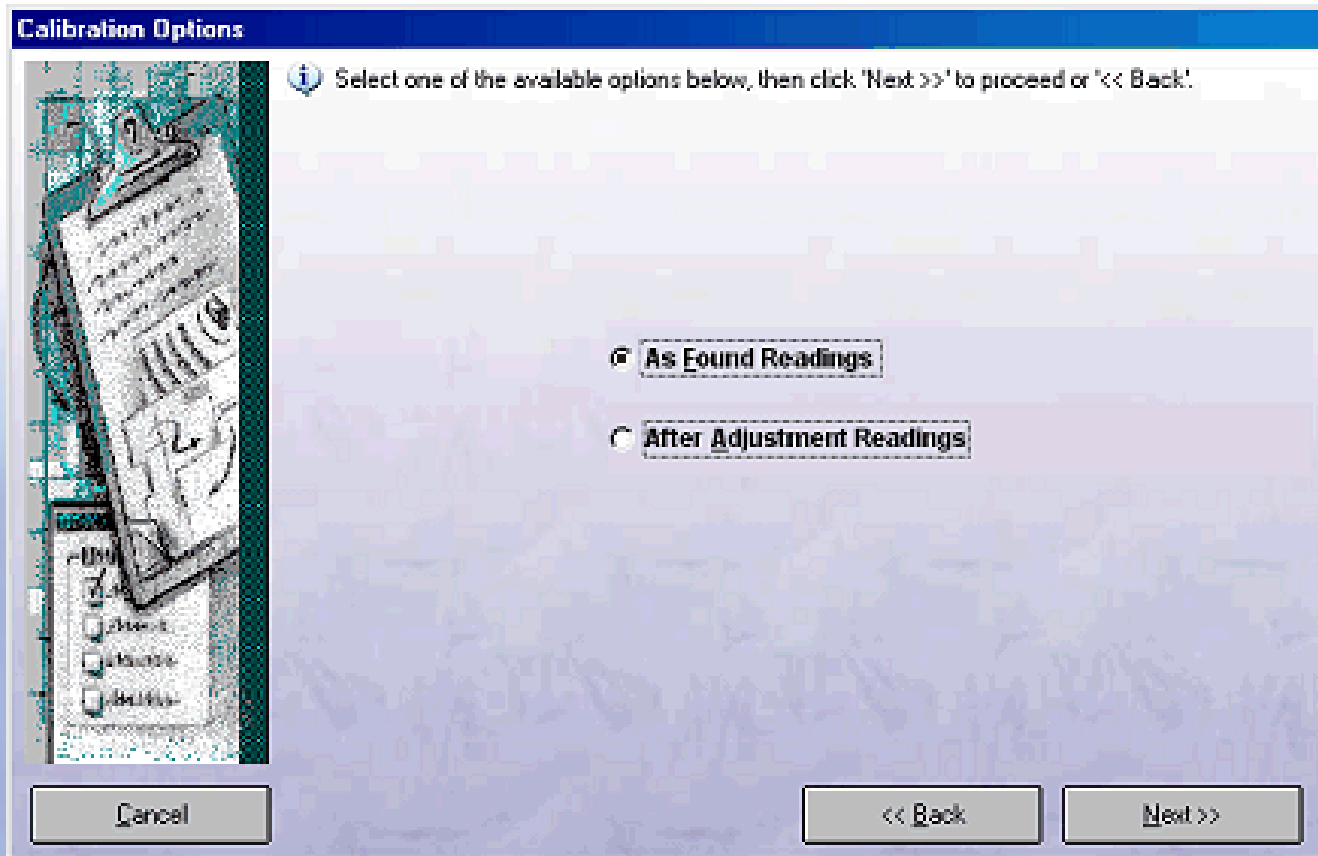 Calibration Options
Select one of the available options below, then click 'Next >>' to proceed or '<< Back'.
As Found Readings
After Adjustment Readings
Cancel
<< Back
Next >>